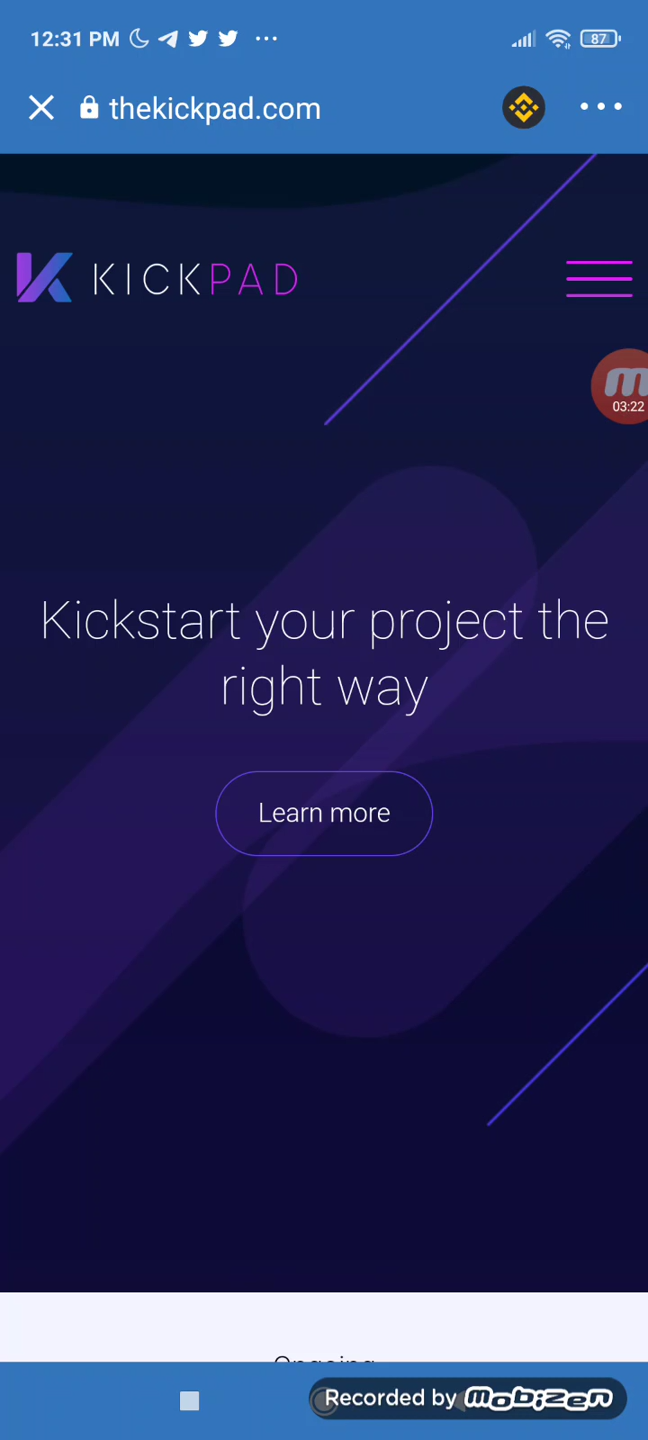 12:31 PM
87
thekickpad.com
KICKPAD
03:22
Kickstart your project the
right way
Learn more
Ongoing
Recorded by mobizen